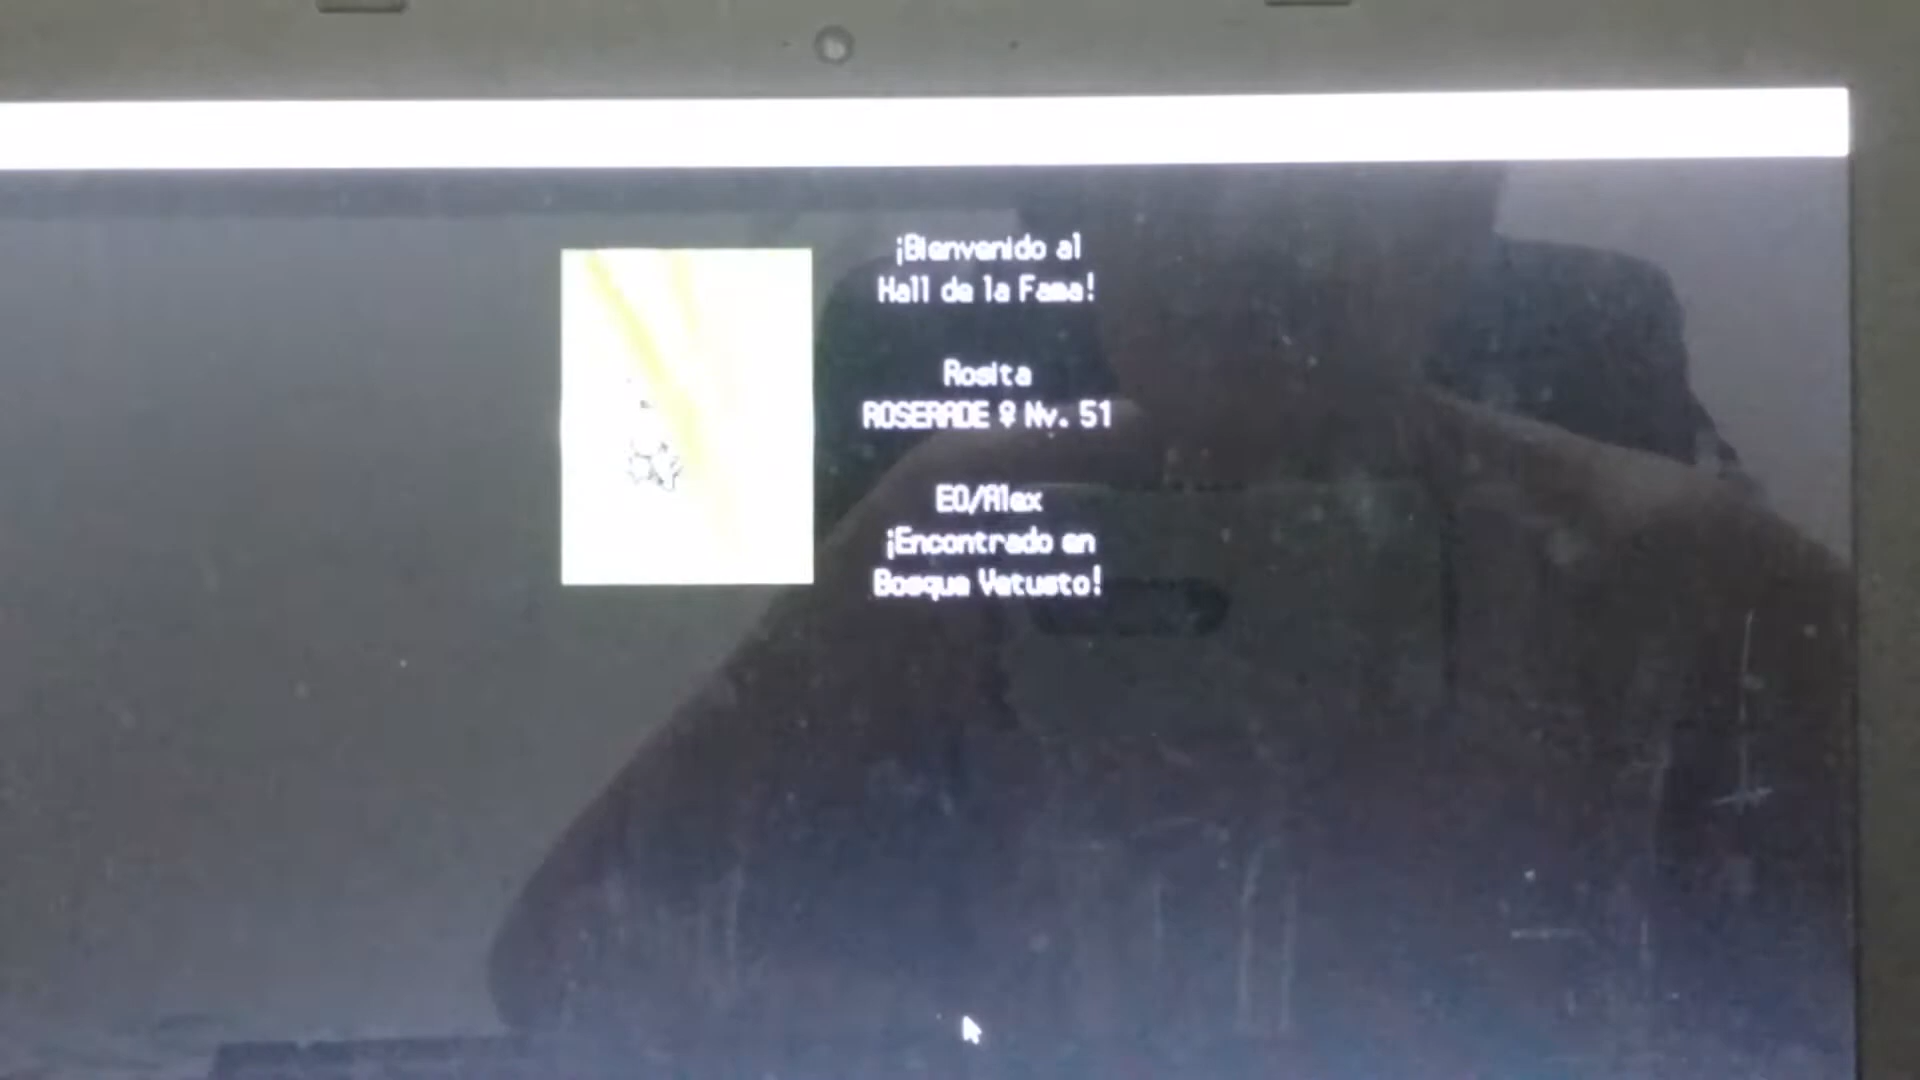 ¡Bienvenido al
Hall de la Fama!
Rosita
ROSERADE ♀ Nv. 51
EO/Alex
¡Encontrado en
Bosque Vetusto!